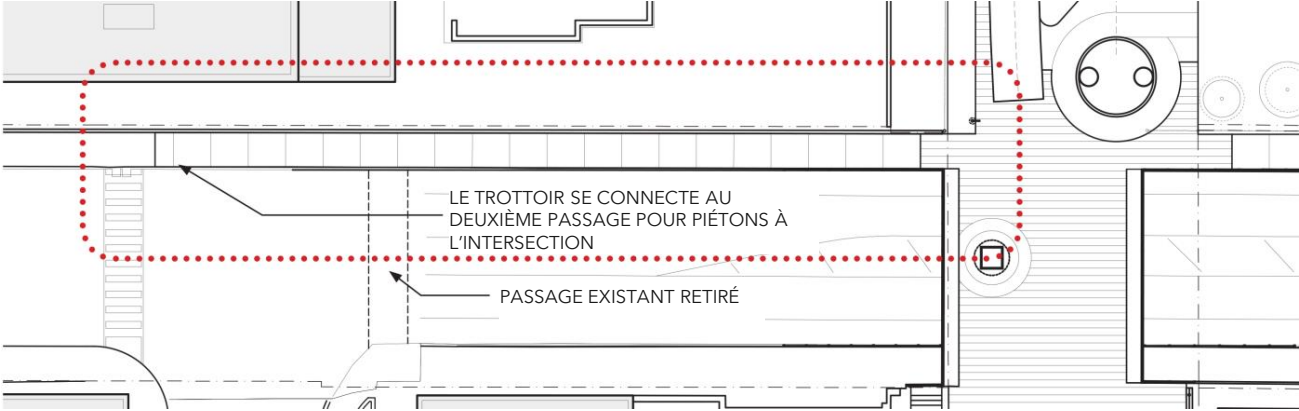 LE TROTTOIR SE CONNECTE AU
DEUXIÈME PASSAGE POUR PIÉTONS À
L'INTERSECTION
PASSAGE EXISTANT RETIRÉ